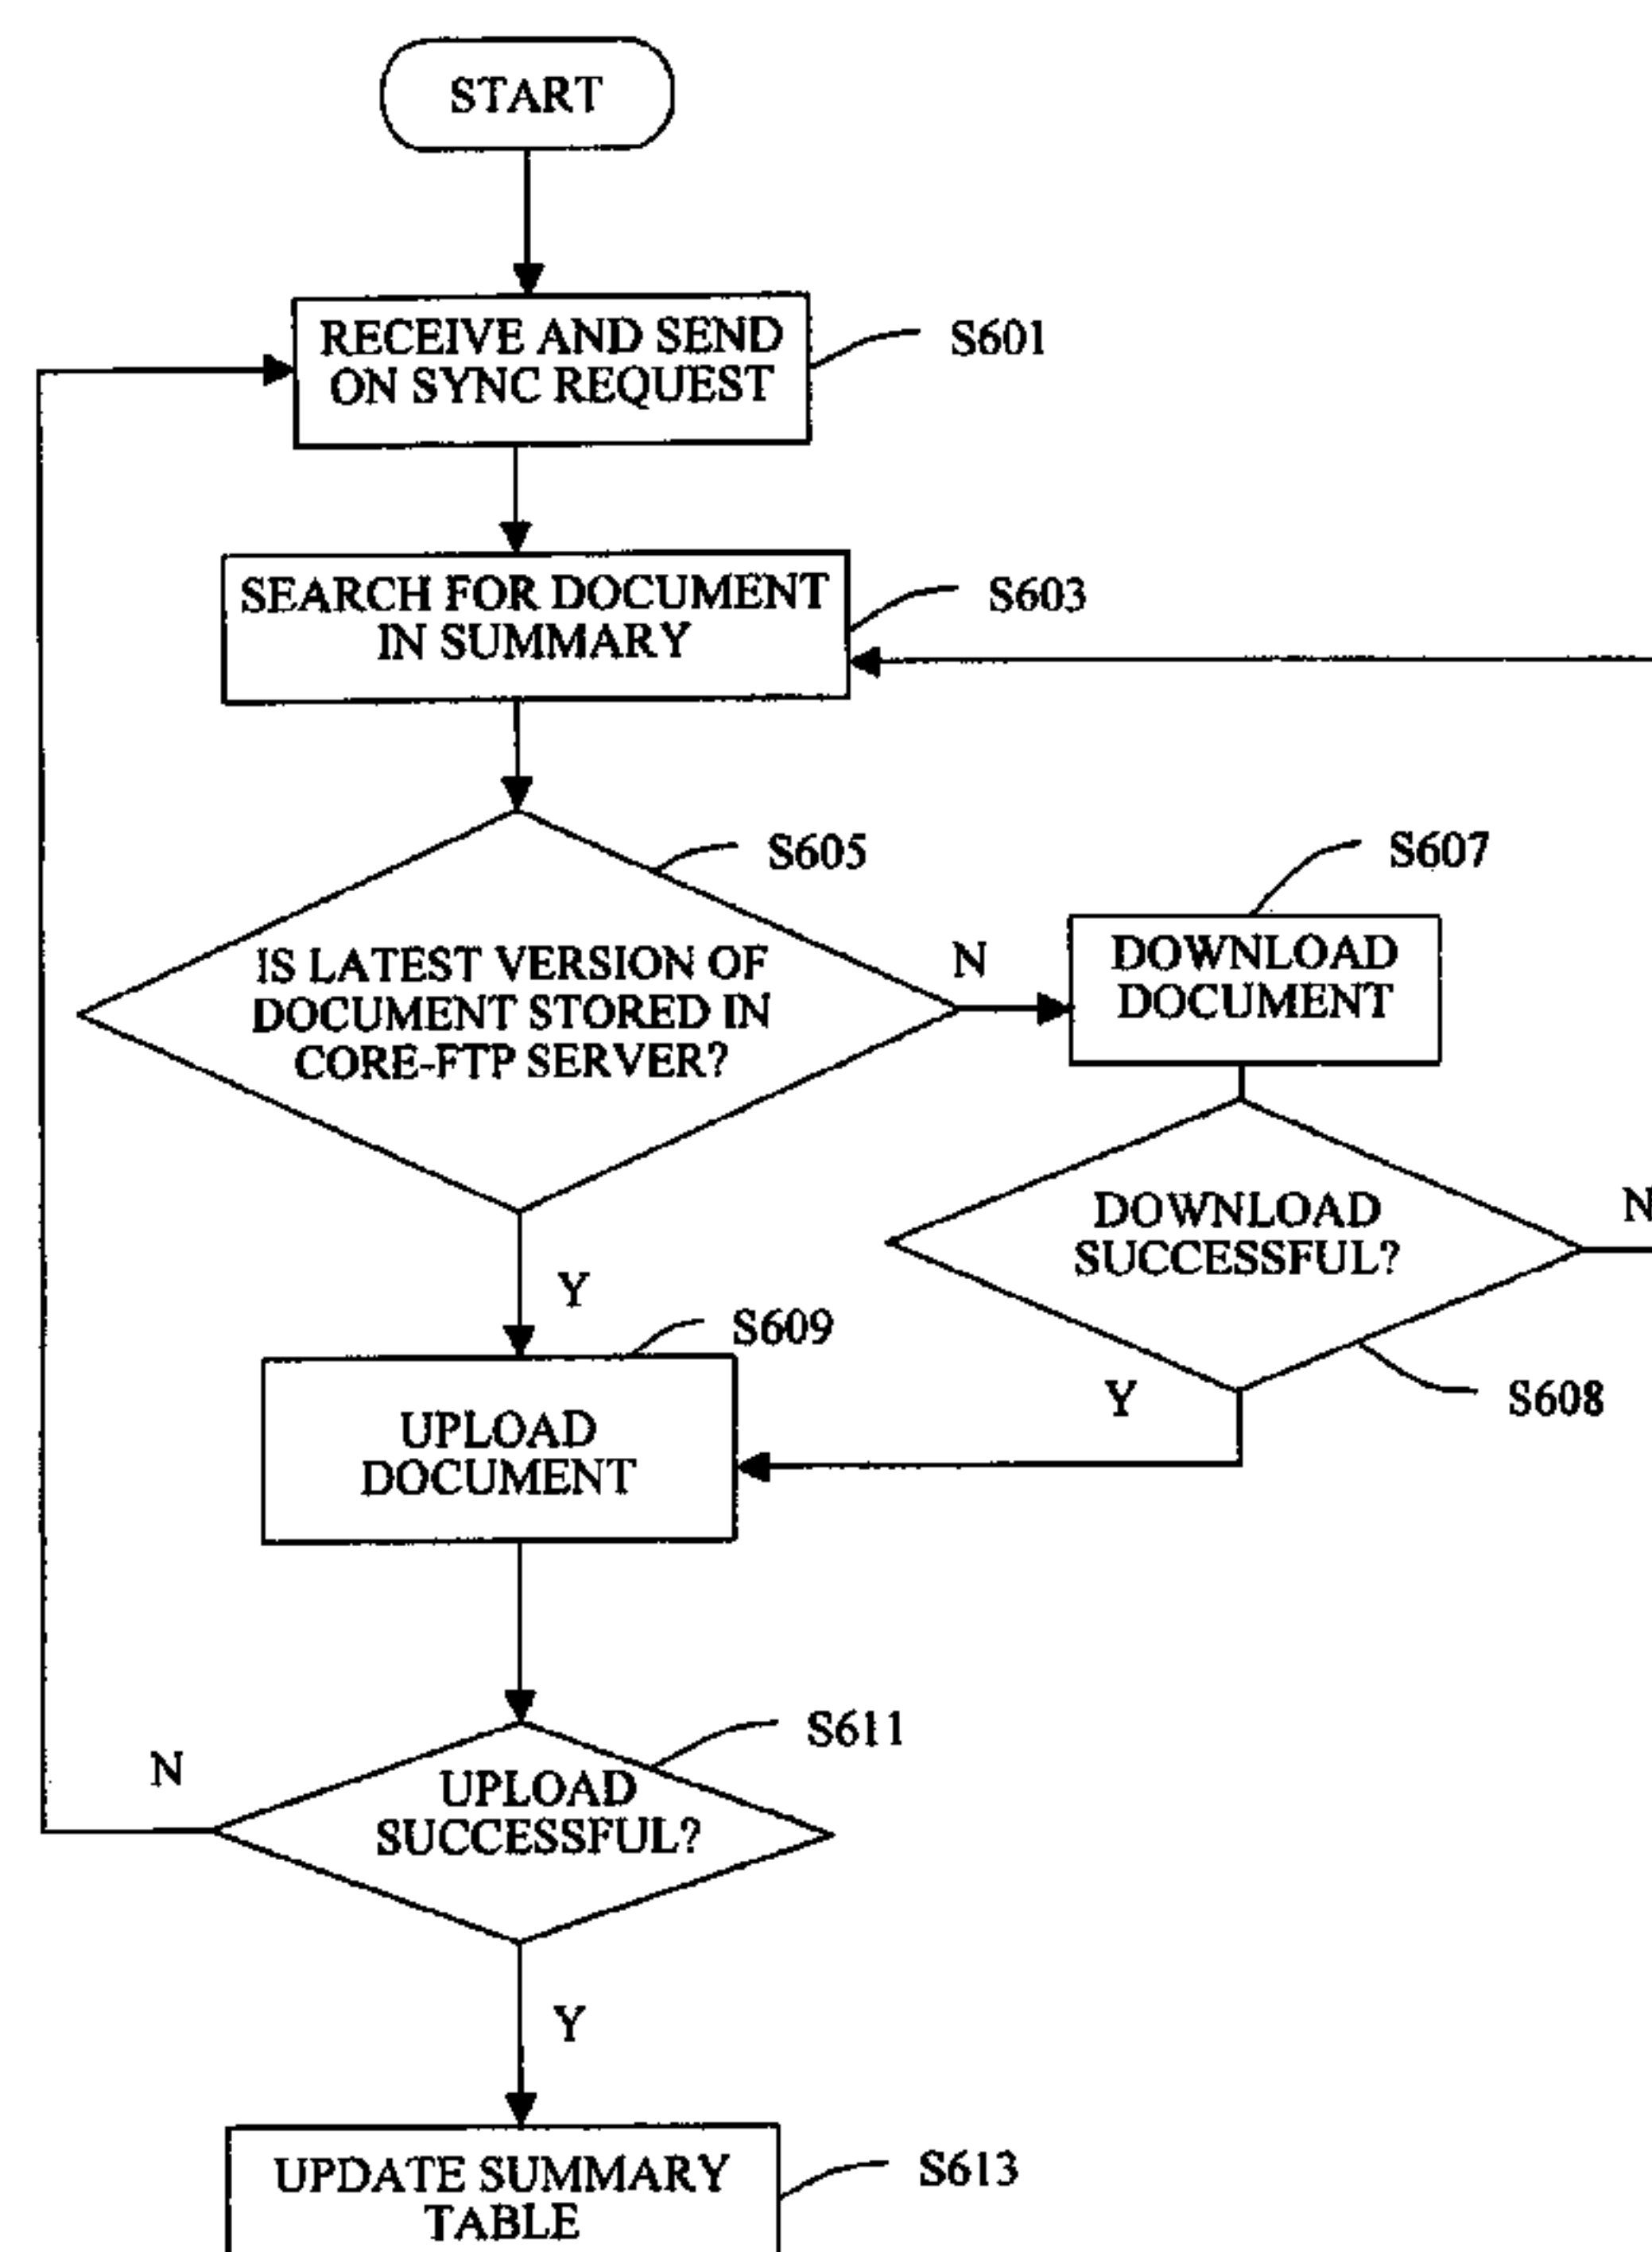 START
RECEIVE AND SEND
ON SYNC REQUEST
S601
SEARCH FOR DOCUMENT
IN SUMMARY
S603
S605
IS LATEST VERSION OF
DOCUMENT STORED IN
CORE-FTP SERVER?
N
S607
DOWNLOAD
DOCUMENT
DOWNLOAD
SUCCESSFUL?
N
Y
S608
Y
S609
UPLOAD
DOCUMENT
S611
UPLOAD
SUCCESSFUL?
N
Y
UPDATE SUMMARY
TABLE
S613